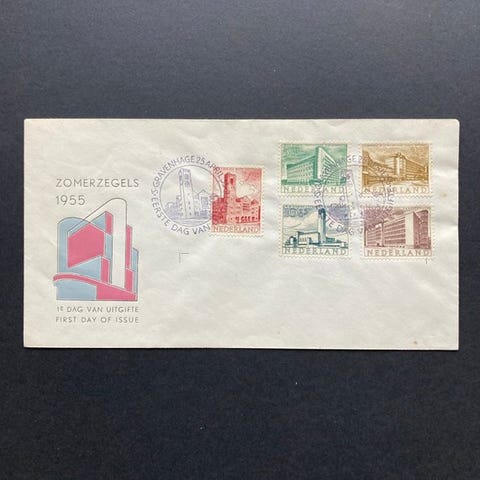 ZOMERZEGELS
1955
1e DAG VAN UITGIFTE
FIRST DAY OF ISSUE
'S-GRAVENHAGE 25 APRIL
DAG VAN
NEDERLAND
NEDERLAND
NEDERLAND
NEDERLAND
NEDERLAND